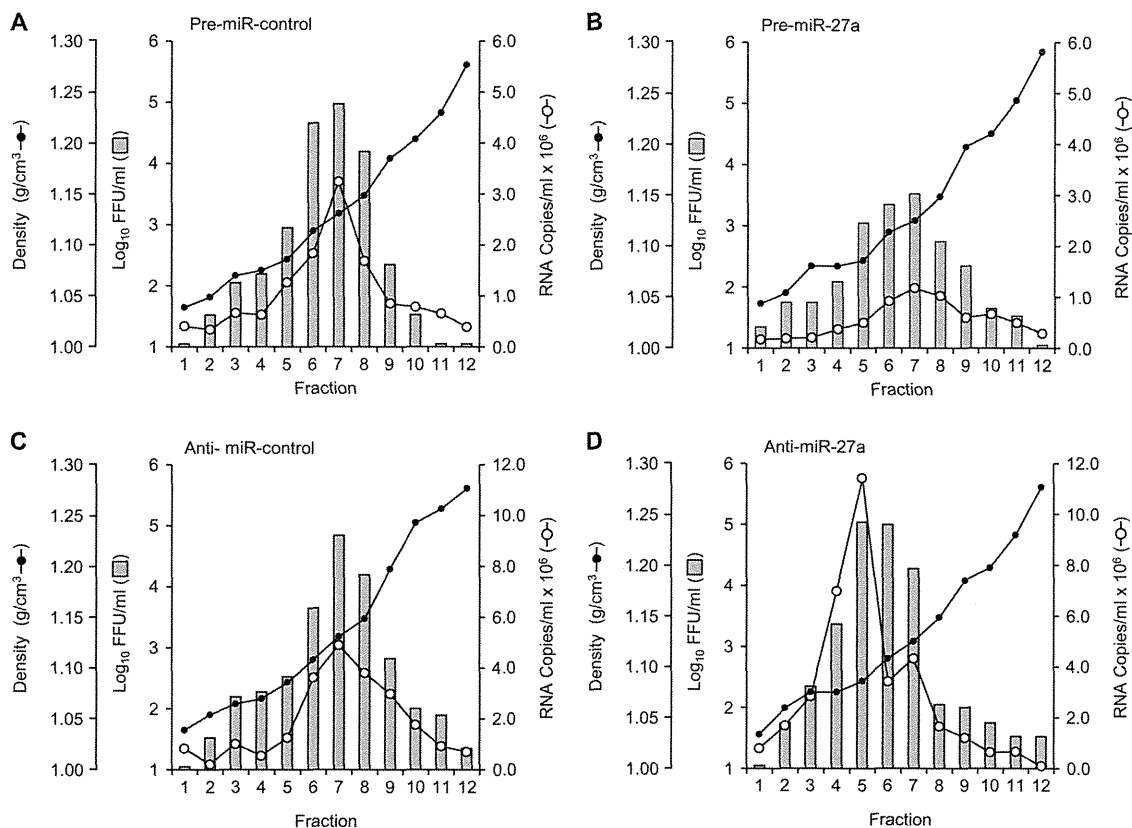 A
Pre-miR-control
Density (g/cm³ -●-)
1.30
1.25
1.20
1.15
1.10
1.05
1.00
Log₁₀ FFU/ml ( )
6
5
4
3
2
1
RNA Copies/ml x 10⁶ (-O-)
6.0
5.0
4.0
3.0
2.0
1.0
0.0
1 2 3 4 5 6 7 8 9 10 11 12
Fraction
B
Pre-miR-27a
Density (g/cm³ -●-)
1.30
1.25
1.20
1.15
1.10
1.05
1.00
Log₁₀ FFU/ml ( )
6
5
4
3
2
1
RNA Copies/ml x 10⁶ (-O-)
6.0
5.0
4.0
3.0
2.0
1.0
0.0
1 2 3 4 5 6 7 8 9 10 11 12
Fraction
C
Anti- miR-control
Density (g/cm³ -●-)
1.30
1.25
1.20
1.15
1.10
1.05
1.00
Log₁₀ FFU/ml ( )
6
5
4
3
2
1
RNA Copies/ml x 10⁶ (-O-)
12.0
10.0
8.0
6.0
4.0
2.0
0.0
1 2 3 4 5 6 7 8 9 10 11 12
Fraction
D
Anti-miR-27a
Density (g/cm³ -●-)
1.30
1.25
1.20
1.15
1.10
1.05
1.00
Log₁₀ FFU/ml ( )
6
5
4
3
2
1
RNA Copies/ml x 10⁶ (-O-)
12.0
10.0
8.0
6.0
4.0
2.0
0.0
1 2 3 4 5 6 7 8 9 10 11 12
Fraction